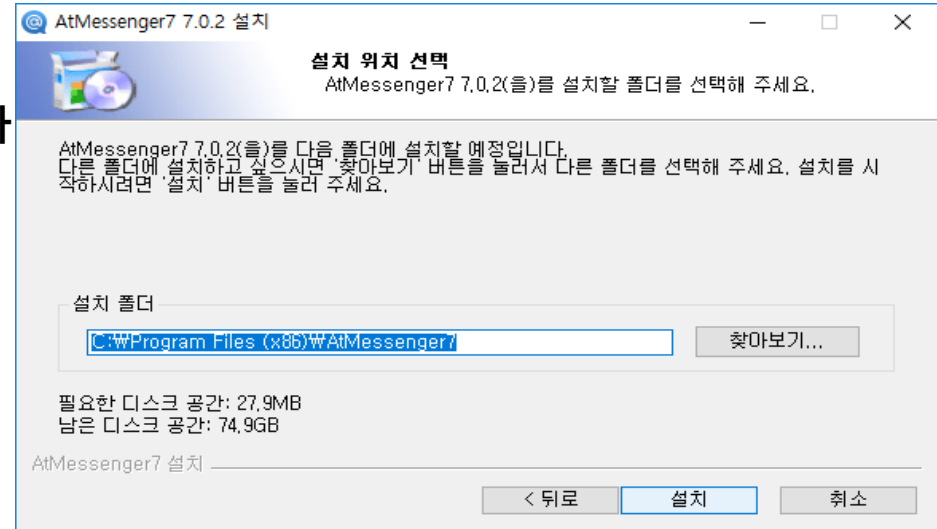 AtMessenger7 7.0.2 설치
설치 위치 선택
AtMessenger7 7.0.2(을)를 설치할 폴더를 선택해 주세요.
AtMessenger7 7.0.2(을)를 다음 폴더에 설치할 예정입니다.
다른 폴더에 설치하고 싶으시면 '찾아보기' 버튼을 눌러서 다른 폴더를 선택해 주세요. 설치를 시
작하시려면 '설치' 버튼을 눌러 주세요.
설치 폴더
C:₩Program Files (x86)₩AtMessenger7
찾아보기...
필요한 디스크 공간: 27.9MB
남은 디스크 공간: 74.9GB
AtMessenger7 설치
< 뒤로
설치
취소